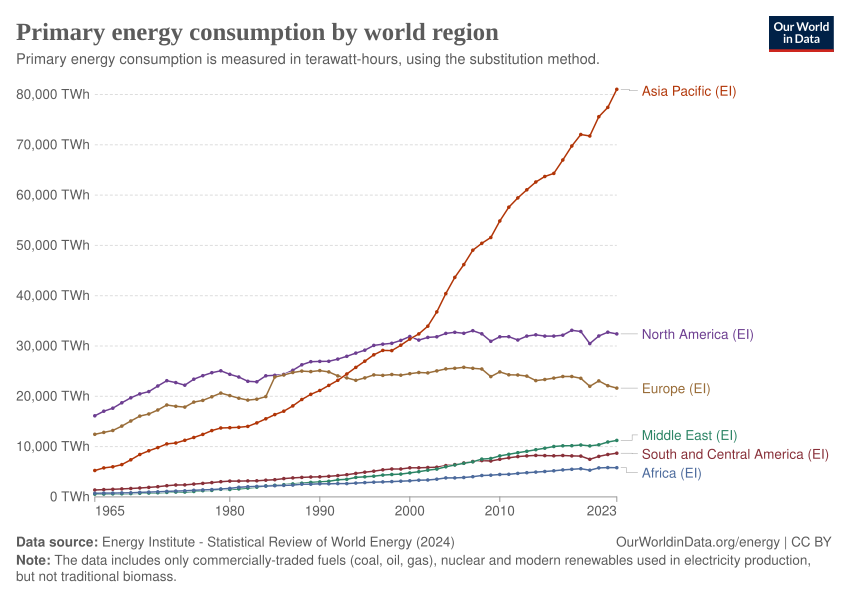 Primary energy consumption by world region
Our World
in Data
Primary energy consumption is measured in terawatt-hours, using the substitution method.
80,000 TWh
70,000 TWh
60,000 TWh
50,000 TWh
40,000 TWh
30,000 TWh
20,000 TWh
10,000 TWh
0 TWh
Asia Pacific (EI)
North America (EI)
Europe (EI)
Middle East (EI)
South and Central America (EI)
Africa (EI)
1965
1980
1990
2000
2010
2023
Data source: Energy Institute - Statistical Review of World Energy (2024)
OurWorldinData.org/energy | CC BY
Note: The data includes only commercially-traded fuels (coal, oil, gas), nuclear and modern renewables used in electricity production,
but not traditional biomass.